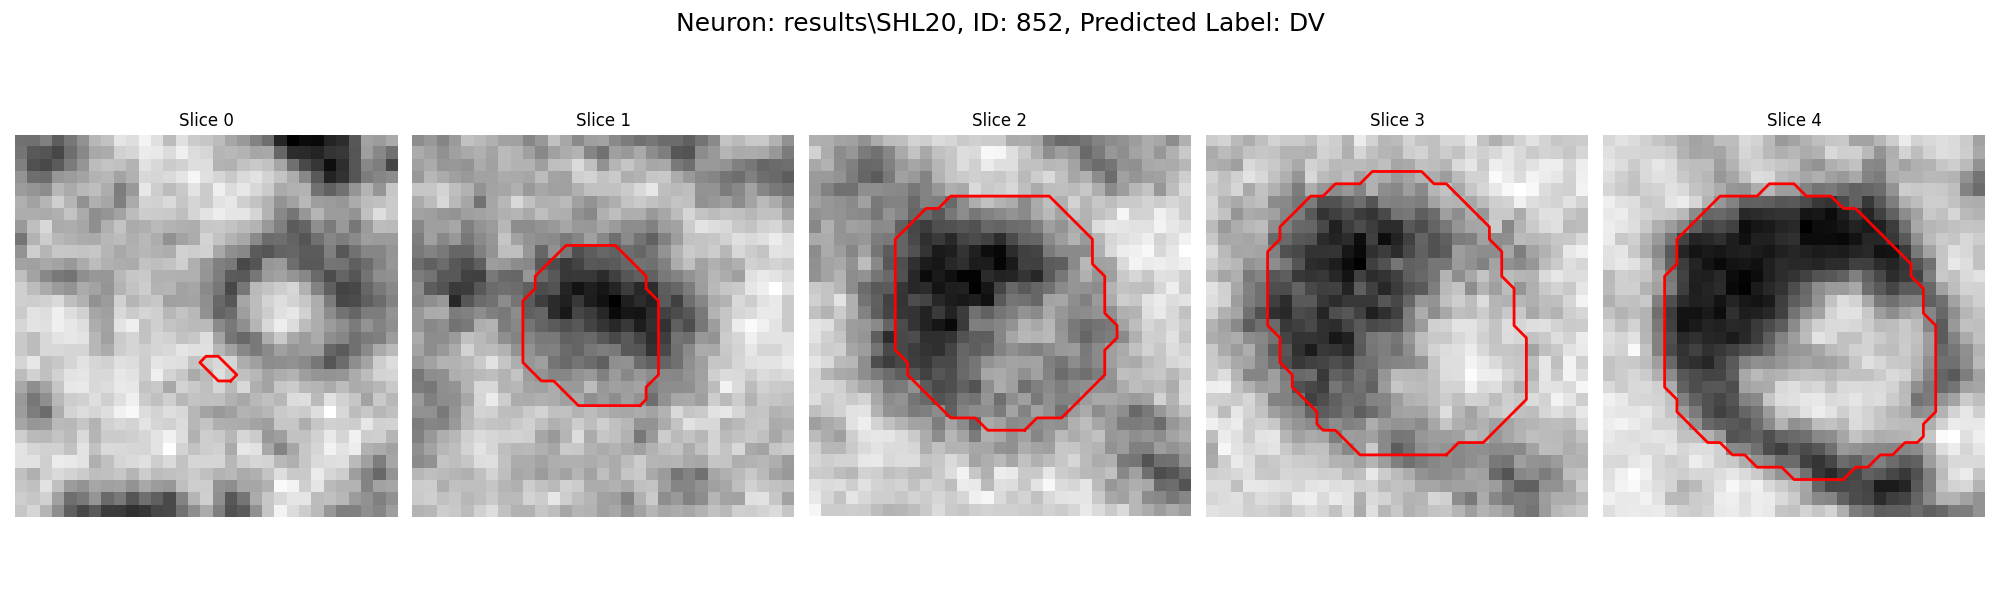 Neuron: results\SHL20, ID: 852, Predicted Label: DV
Slice 0
Slice 1
Slice 2
Slice 3
Slice 4